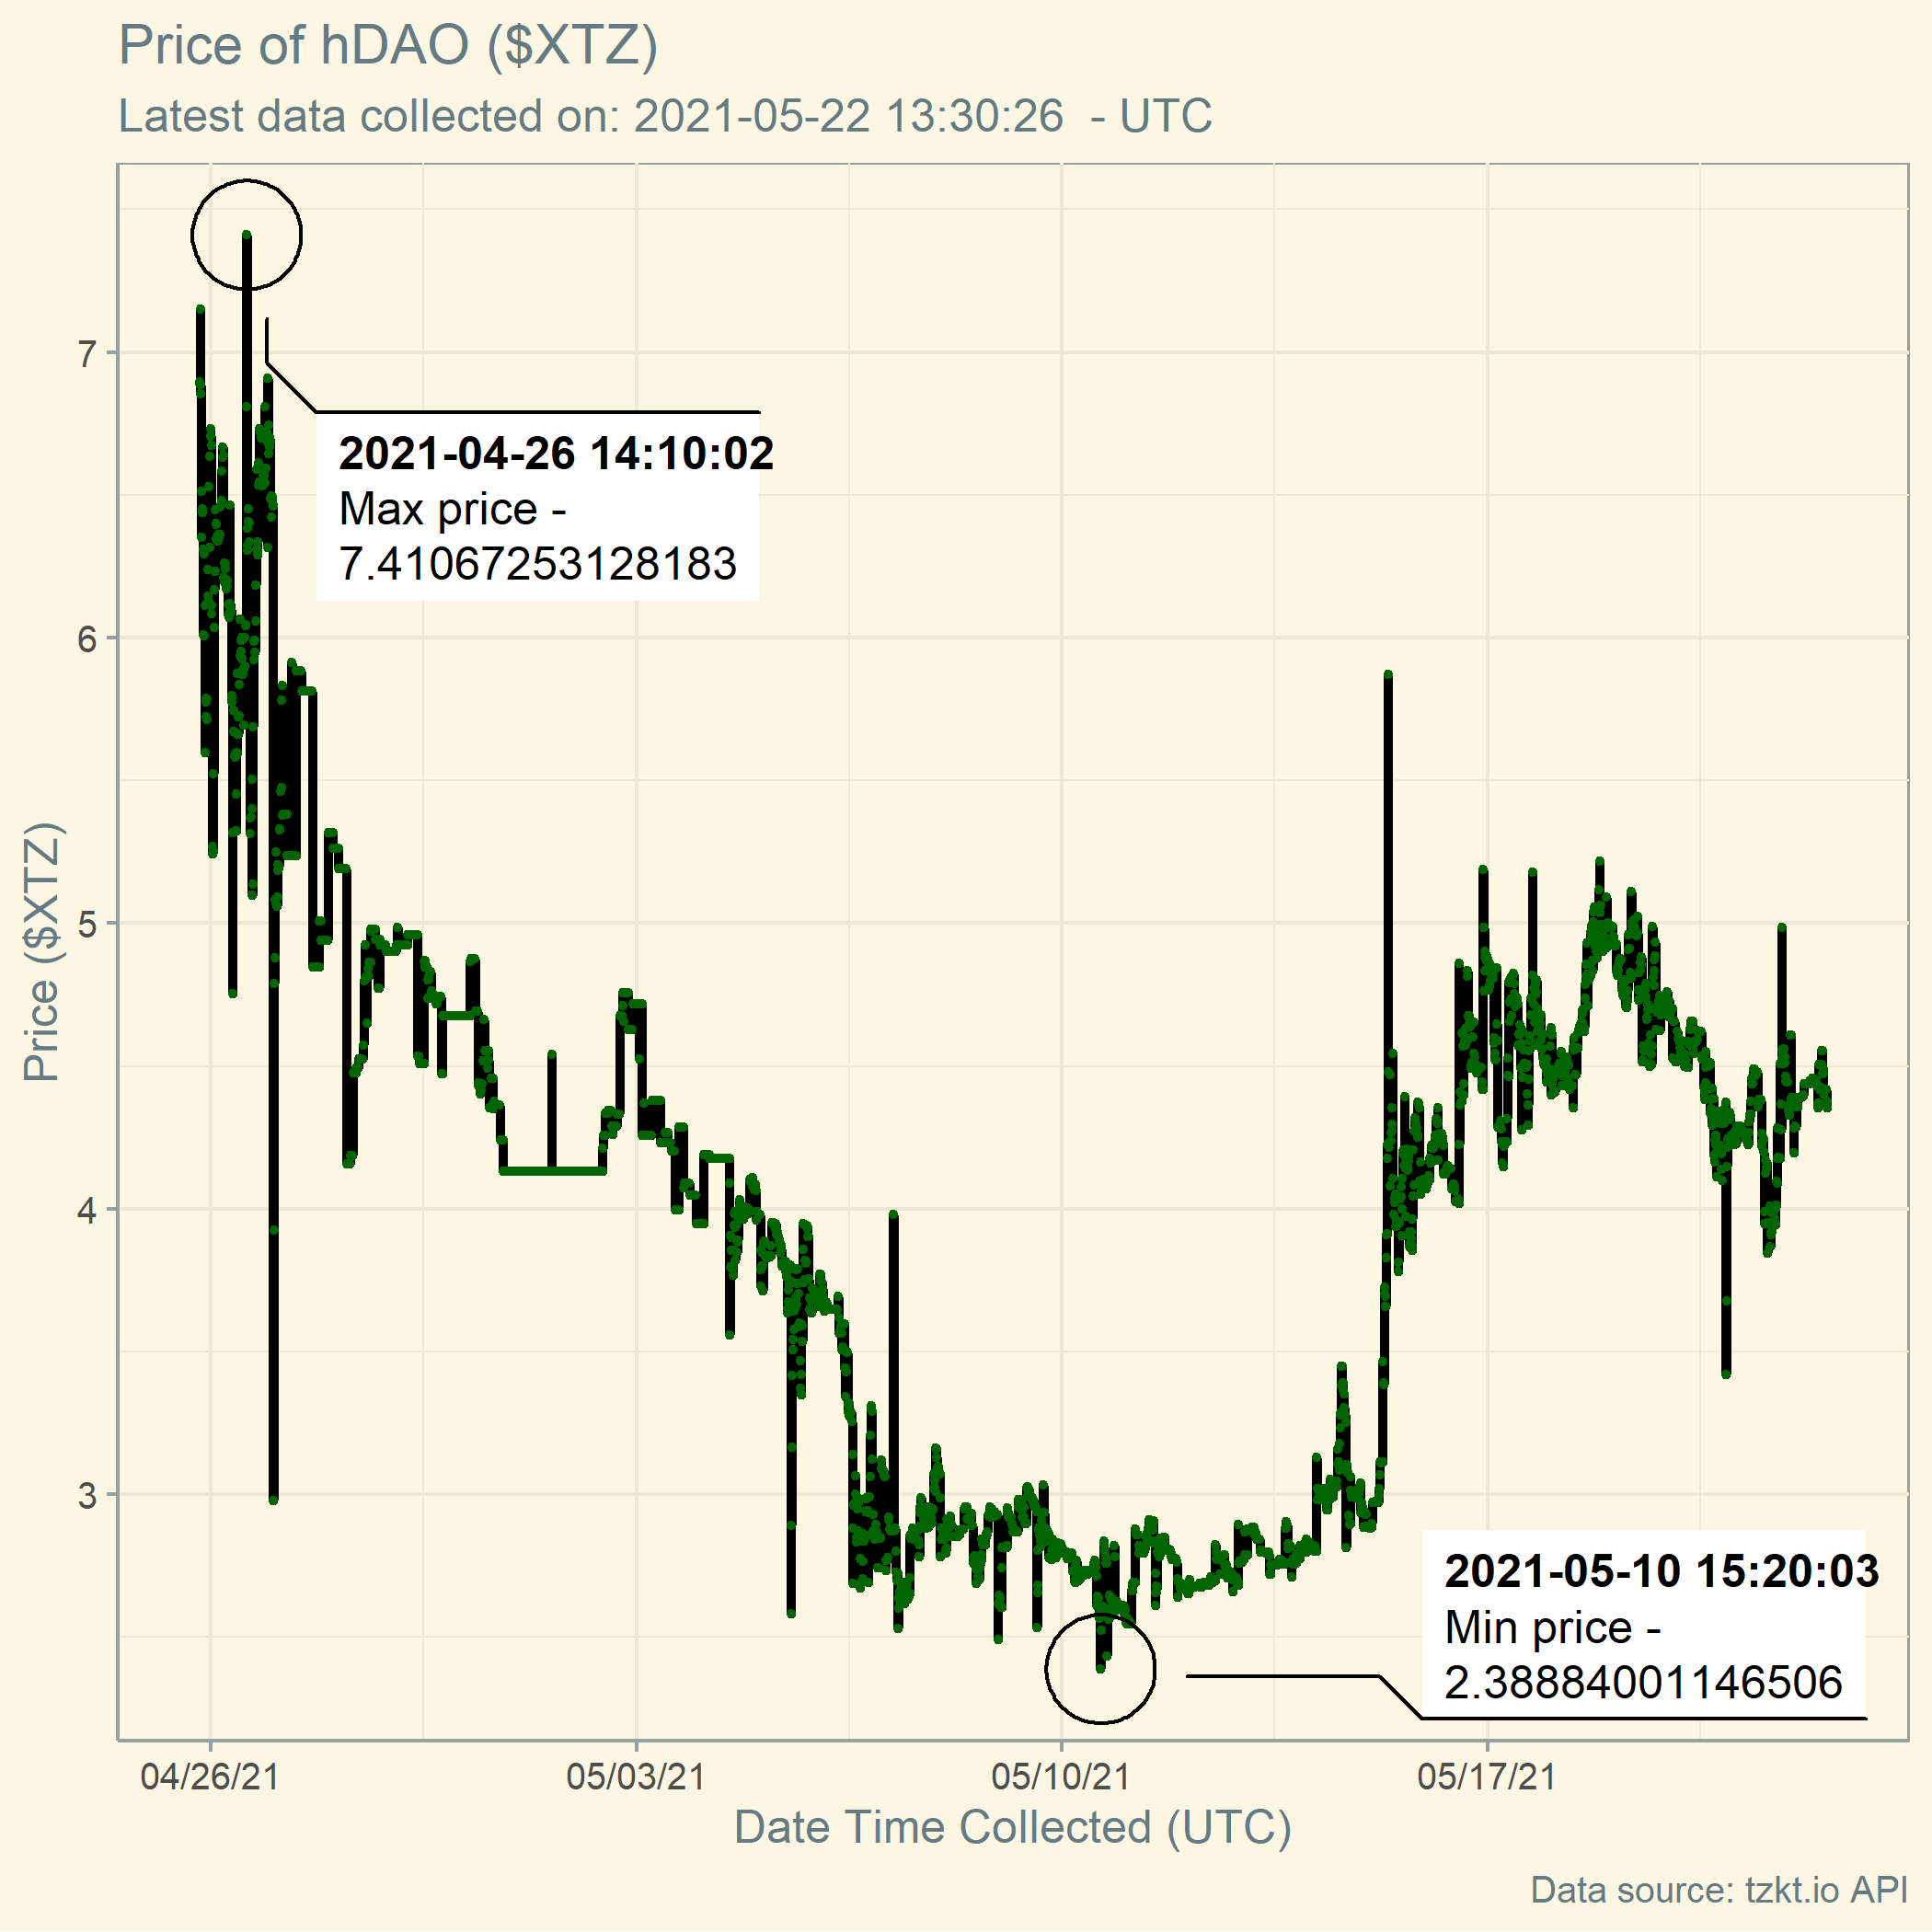 Price of hDAO ($XTZ)
Latest data collected on: 2021-05-22 13:30:26  - UTC
2021-04-26 14:10:02
Max price -
7.41067253128183
7
6
5
4
3
Price ($XTZ)
2021-05-10 15:20:03
Min price -
2.38884001146506
04/26/21 05/03/21 05/10/21 05/17/21
Date Time Collected (UTC)
Data source: tzkt.io API